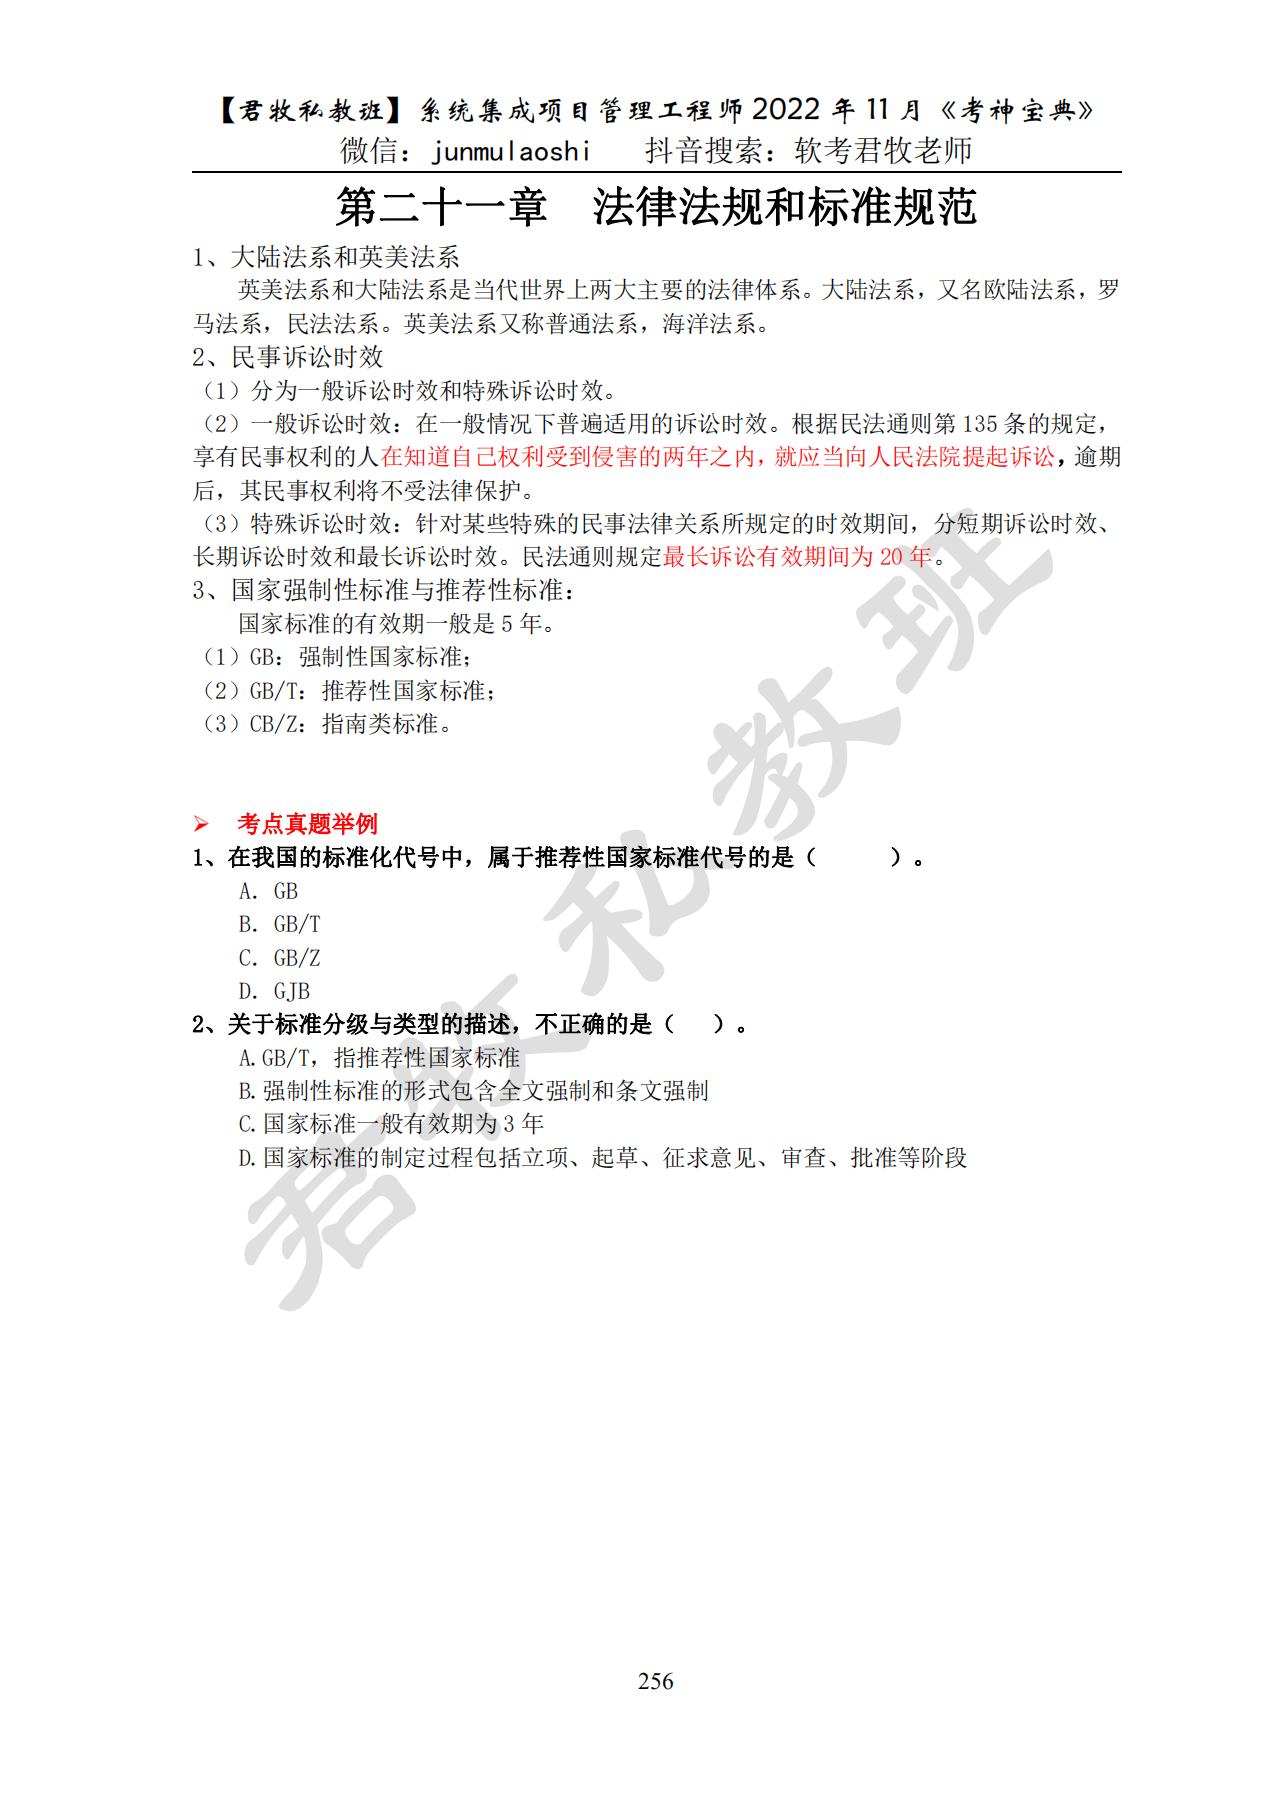 【君牧私教班】系统集成项目管理工程师2022年11月《考神宝典》
微信：junmulaoshi 抖音搜索：软考君牧老师
第二十一章 法律法规和标准规范
1、大陆法系和英美法系
英美法系和大陆法系是当代世界上两大主要的法律体系。大陆法系，又名欧陆法系，罗
马法系，民法法系。英美法系又称普通法系，海洋法系。
2、民事诉讼时效
（1）分为一般诉讼时效和特殊诉讼时效。
（2）一般诉讼时效：在一般情况下普遍适用的诉讼时效。根据民法通则第135条的规定，
享有民事权利的人在知道自己权利受到侵害的两年之内，就应当向人民法院提起诉讼，逾期
后，其民事权利将不受法律保护。
（3）特殊诉讼时效：针对某些特殊的民事法律关系所规定的时效期间，分短期诉讼时效、
长期诉讼时效和最长诉讼时效。民法通则规定最长诉讼有效期间为20年。
3、国家强制性标准与推荐性标准：
国家标准的有效期一般是5年。
（1）GB：强制性国家标准；
（2）GB/T：推荐性国家标准；
（3）CB/Z：指南类标准。
➢ 考点真题举例
1、在我国的标准化代号中，属于推荐性国家标准代号的是（ ）。
A．GB
B．GB/T
C．GB/Z
D．GJB
2、关于标准分级与类型的描述，不正确的是（ ）。
A.GB/T，指推荐性国家标准
B.强制性标准的形式包含全文强制和条文强制
C.国家标准一般有效期为3年
D.国家标准的制定过程包括立项、起草、征求意见、审查、批准等阶段
君牧私教班
256